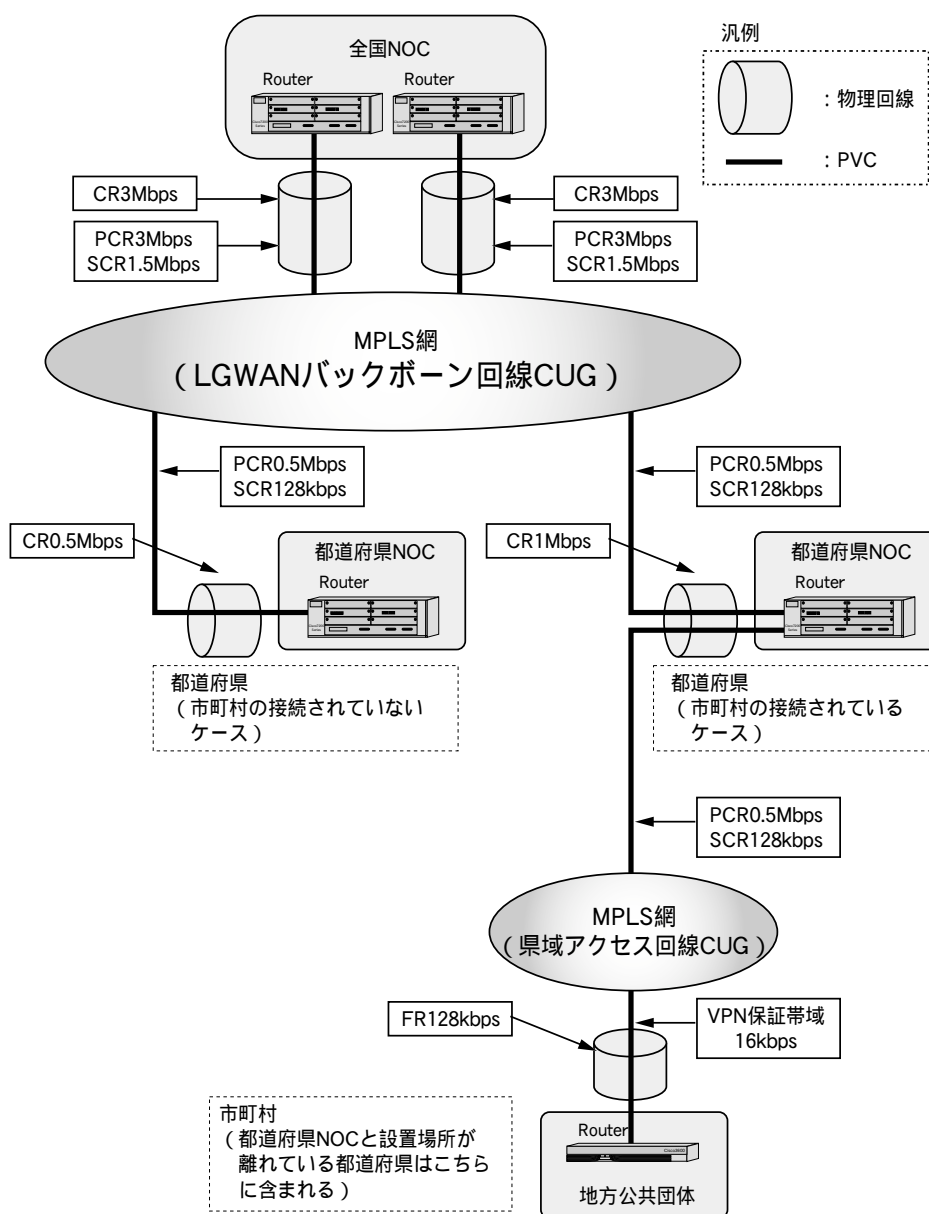 全国NOC
Router
Router
汎例
：物理回線
：PVC
CR3Mbps
CR3Mbps
PCR3Mbps
SCR1.5Mbps
PCR3Mbps
SCR1.5Mbps
MPLS網
（LGWANバックボーン回線CUG）
PCR0.5Mbps
SCR128kbps
PCR0.5Mbps
SCR128kbps
CR0.5Mbps
都道府県NOC
Router
CR1Mbps
都道府県NOC
Router
都道府県
（市町村の接続されていない
ケース）
都道府県
（市町村の接続されている
ケース）
PCR0.5Mbps
SCR128kbps
MPLS網
（県域アクセス回線CUG）
FR128kbps
VPN保証帯域
16kbps
市町村
（都道府県NOCと設置場所が
離れている都道府県はこちら
に含まれる）
Router
地方公共団体